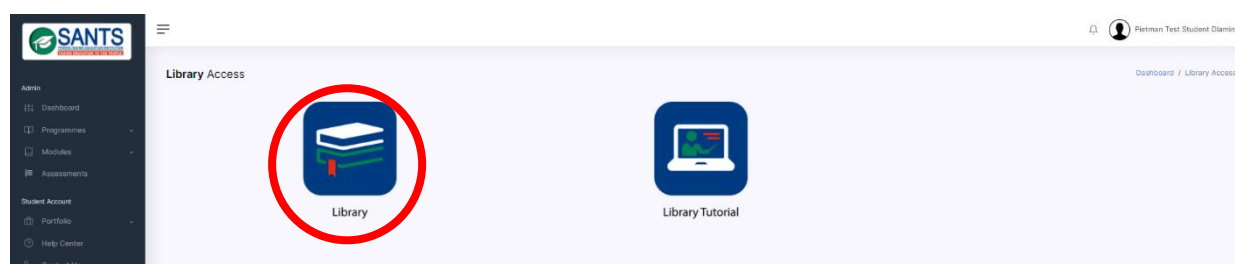 SANTS
Pietman Test Student Dlamin
Library Access
Dashboard / Library Access
Admin
Dashboard
Programmes
Modules
Assessments
Student Account
Portfolio
Help Center
Library
Library Tutorial